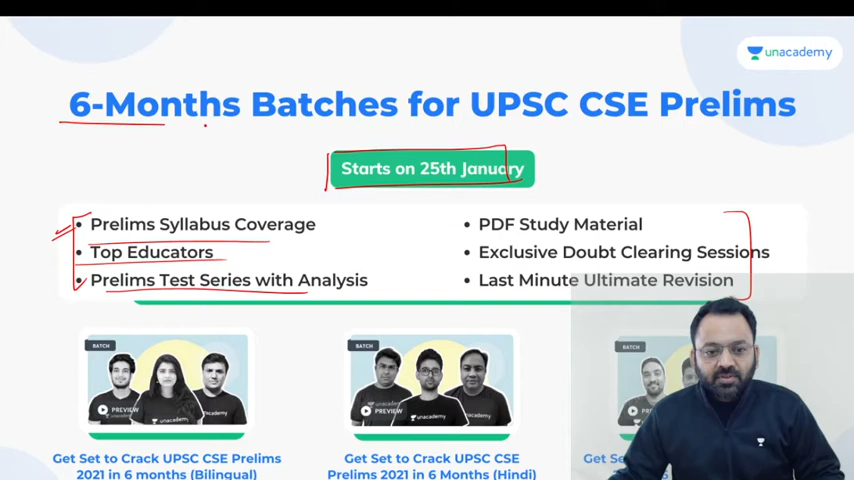 unacademy
6-Months Batches for UPSC CSE Prelims
Starts on 25th January
• Prelims Syllabus Coverage
• Top Educators
• Prelims Test Series with Analysis
• PDF Study Material
• Exclusive Doubt Clearing Sessions
• Last Minute Ultimate Revision
BATCH
PREVIEW
unacademy
unacademy
Get Set to Crack UPSC CSE Prelims
2021 in 6 months (Bilingual)
BATCH
PREVIEW
unacademy
Get Set to Crack UPSC CSE
Prelims 2021 in 6 Months (Hindi)
BATCH
PREVIEW
Get Se